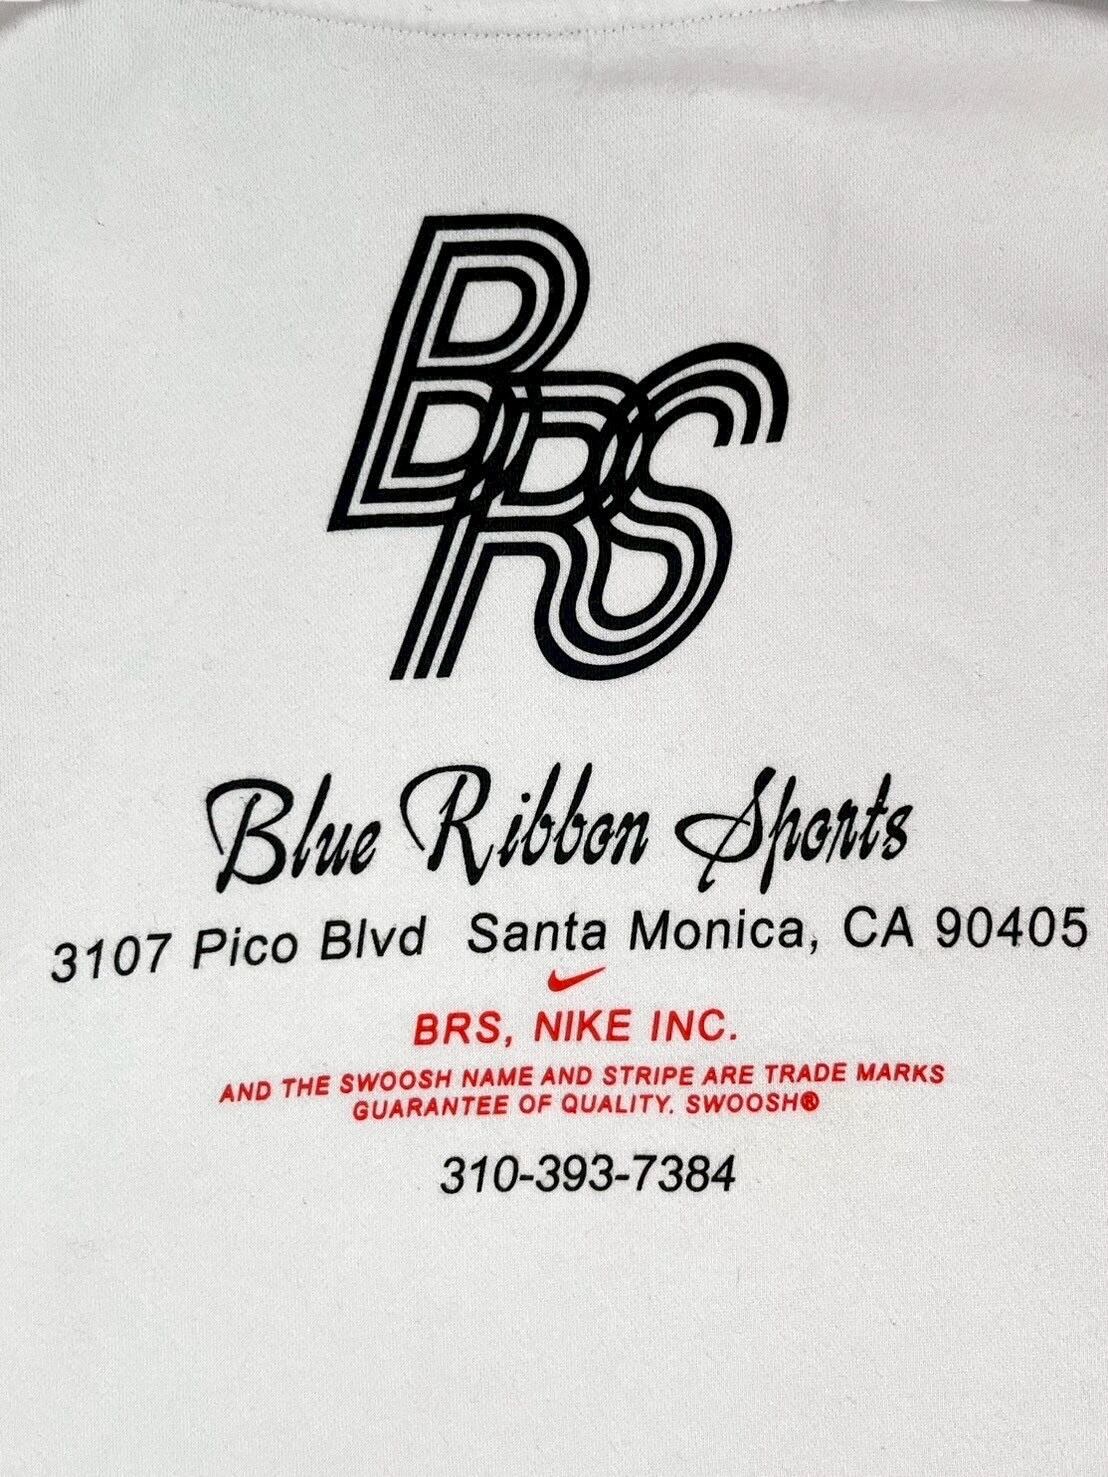 BRS
Blue Ribbon Sports
3107 Pico Blvd Santa Monica, CA 90405
BRS, NIKE INC.
AND THE SWOOSH NAME AND STRIPE ARE TRADE MARKS
GUARANTEE OF QUALITY. SWOOSH®
310-393-7384